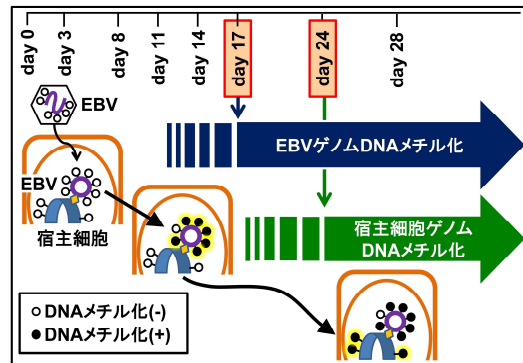 day 0
day 3
day 8
day 11
day 14
day 17
day 24
day 28
EBV
EBVゲノムDNAメチル化
EBV
宿主細胞
宿主細胞ゲノム
DNAメチル化
DNAメチル化(-)
DNAメチル化(+)